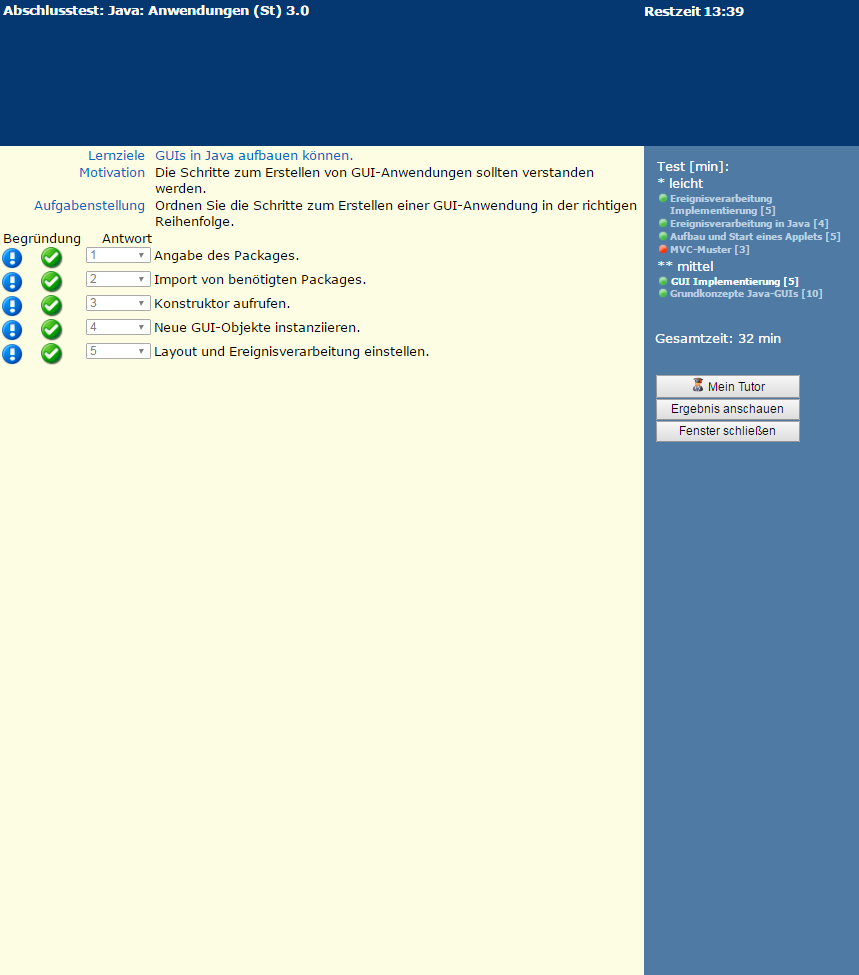 Abschlusstest: Java: Anwendungen (St) 3.0
Restzeit 13:39
Lernziele GUIs in Java aufbauen können.
Motivation Die Schritte zum Erstellen von GUI-Anwendungen sollten verstanden
werden.
Aufgabenstellung Ordnen Sie die Schritte zum Erstellen einer GUI-Anwendung in der richtigen
Reihenfolge.
Begründung Antwort
1 Angabe des Packages.
2 Import von benötigten Packages.
3 Konstruktor aufrufen.
4 Neue GUI-Objekte instanziieren.
5 Layout und Ereignisverarbeitung einstellen.
Test [min]:
* leicht
Ereignisverarbeitung
Implementierung [5]
Ereignisverarbeitung in Java [4]
Aufbau und Start eines Applets [5]
MVC-Muster [3]
** mittel
GUI Implementierung [5]
Grundkonzepte Java-GUIs [10]
Gesamtzeit: 32 min
Mein Tutor
Ergebnis anschauen
Fenster schließen